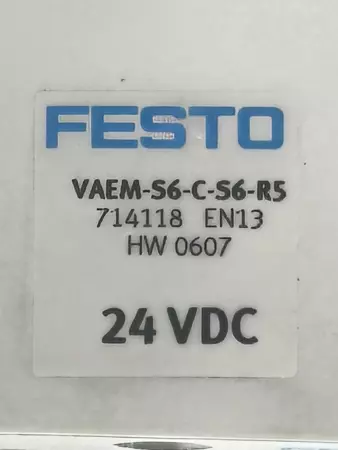 FESTO
VAEM-S6-C-S6-R5
714118 EN13
HW 0607
24 VDC